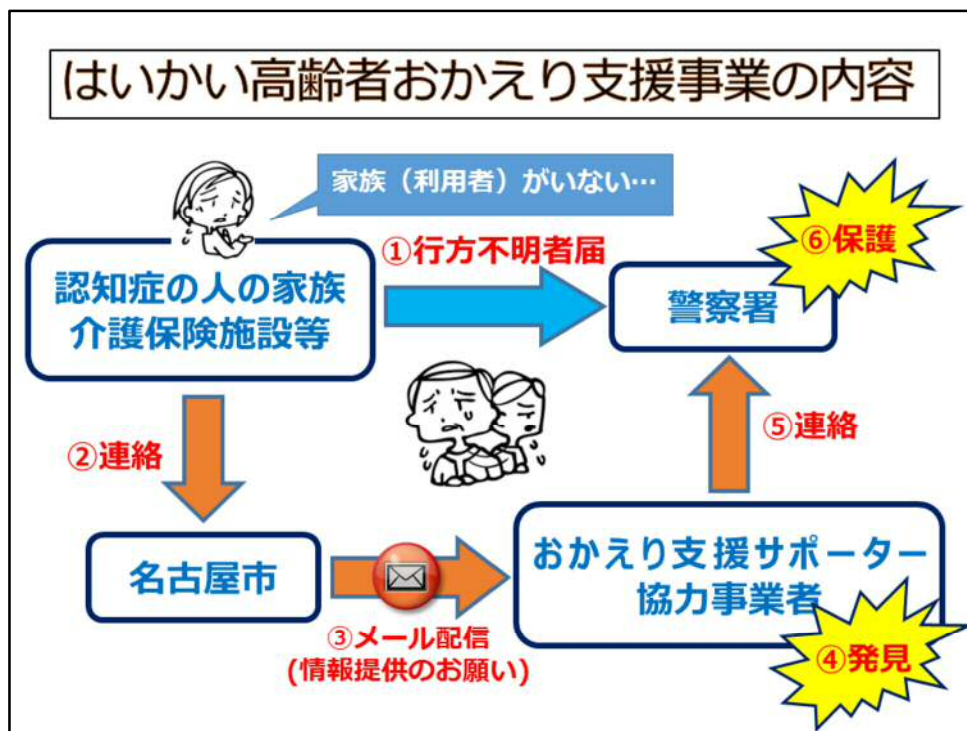 はいかい高齢者おかえり支援事業の内容
家族（利用者）がいない…
①行方不明者届
⑥保護
認知症の人の家族
介護保険施設等
警察署
②連絡
⑤連絡
名古屋市
おかえり支援サポーター
協力事業者
③メール配信
(情報提供のお願い)
④発見